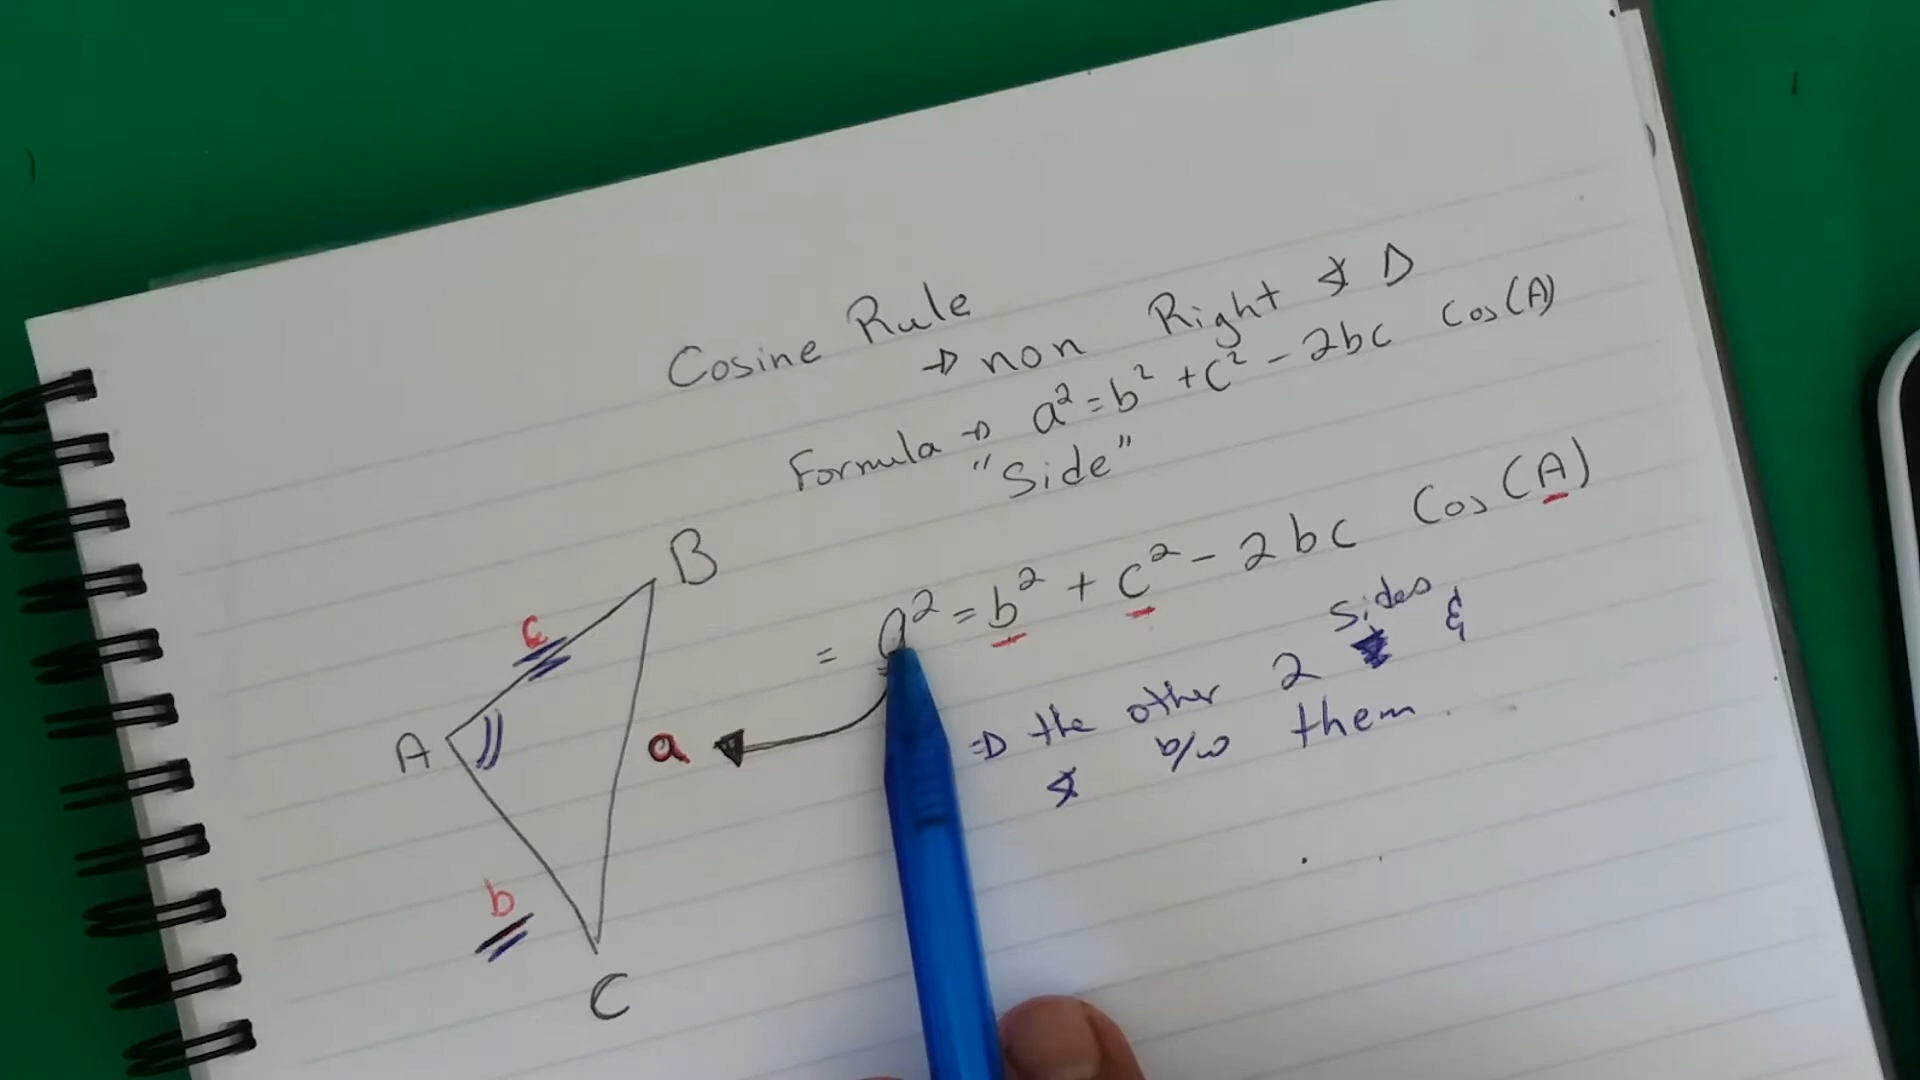 Cosine Rule
→ non Right ∡ Δ
Formula → a² = b² + c² - 2bc Cos(A)
"Side"
= a² = b² + c² - 2bc Cos(A)
⇒ the other 2 sides &
∡ b/w them.
B
c
A
a
b
C